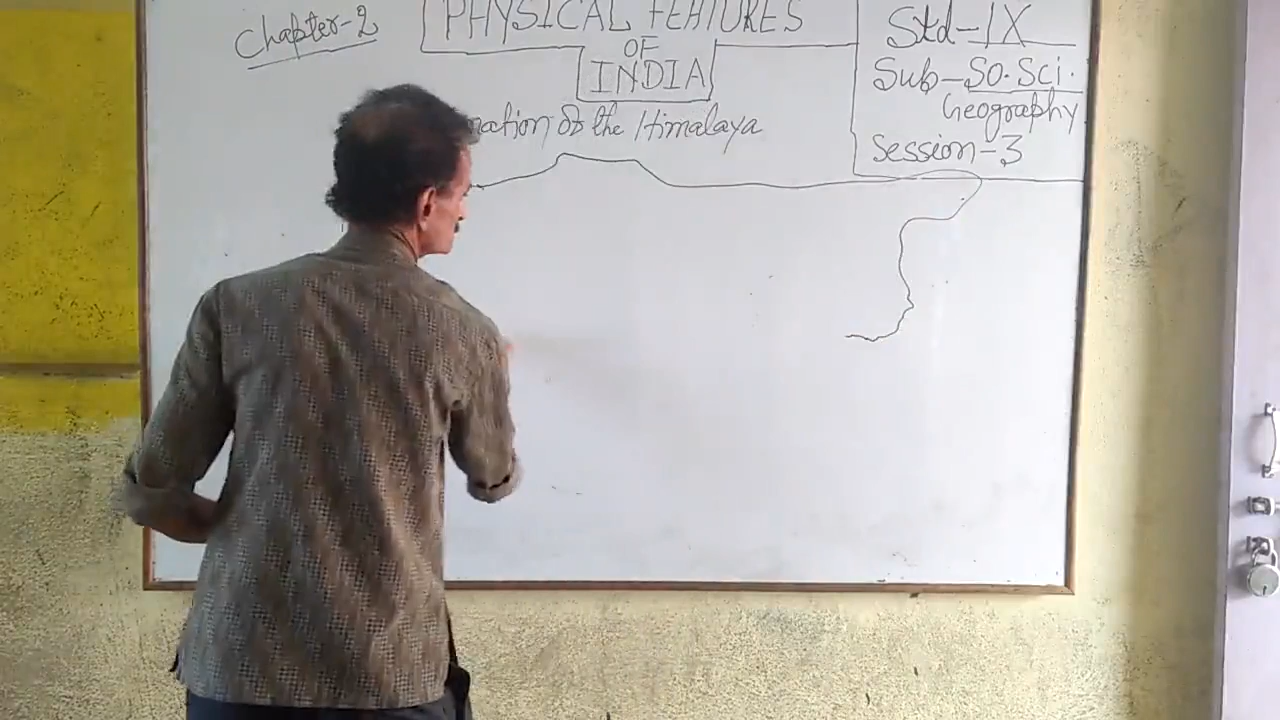 Chapter-2
PHYSICAL FEATURES
OF
INDIA
of the Himalaya
Std-IX
Sub-SO.Sci.
Geography
Session-3